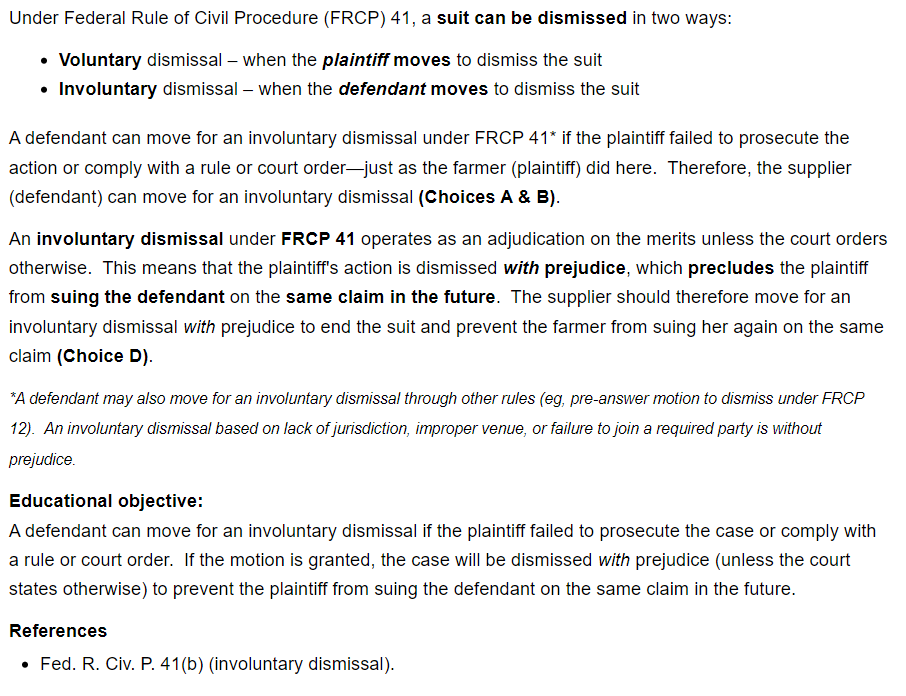 Under Federal Rule of Civil Procedure (FRCP) 41, a suit can be dismissed in two ways:
• Voluntary dismissal – when the plaintiff moves to dismiss the suit
• Involuntary dismissal – when the defendant moves to dismiss the suit
A defendant can move for an involuntary dismissal under FRCP 41* if the plaintiff failed to prosecute the
action or comply with a rule or court order—just as the farmer (plaintiff) did here. Therefore, the supplier
(defendant) can move for an involuntary dismissal (Choices A & B).
An involuntary dismissal under FRCP 41 operates as an adjudication on the merits unless the court orders
otherwise. This means that the plaintiff's action is dismissed with prejudice, which precludes the plaintiff
from suing the defendant on the same claim in the future. The supplier should therefore move for an
involuntary dismissal with prejudice to end the suit and prevent the farmer from suing her again on the same
claim (Choice D).
*A defendant may also move for an involuntary dismissal through other rules (eg, pre-answer motion to dismiss under FRCP
12). An involuntary dismissal based on lack of jurisdiction, improper venue, or failure to join a required party is without
prejudice.
Educational objective:
A defendant can move for an involuntary dismissal if the plaintiff failed to prosecute the case or comply with
a rule or court order. If the motion is granted, the case will be dismissed with prejudice (unless the court
states otherwise) to prevent the plaintiff from suing the defendant on the same claim in the future.
References
• Fed. R. Civ. P. 41(b) (involuntary dismissal).